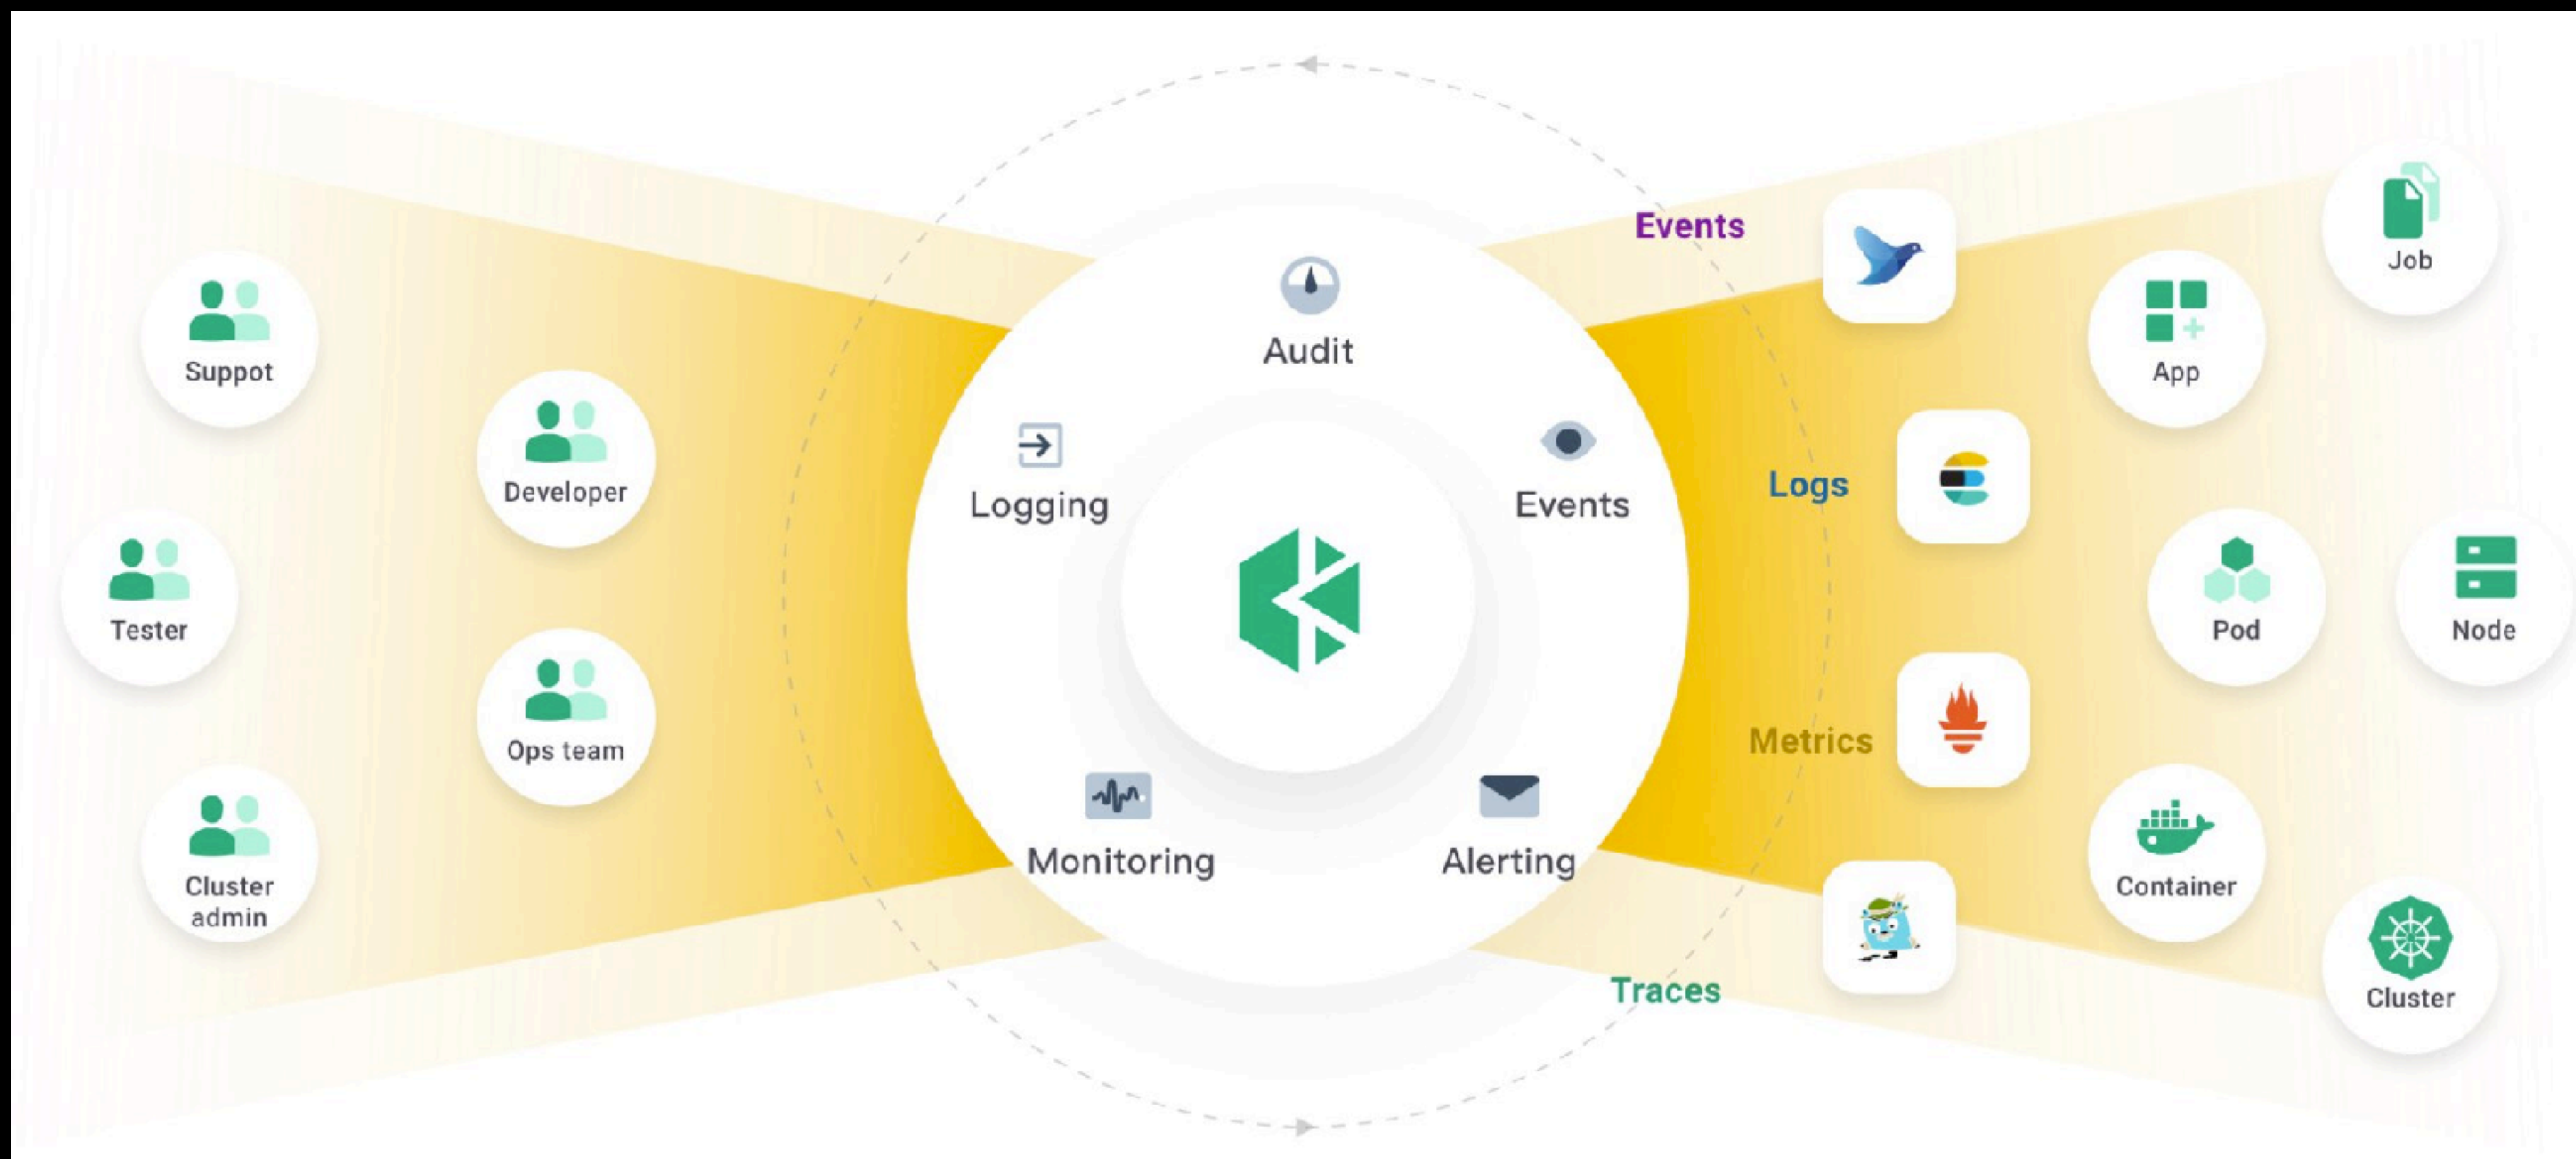 Suppot
Tester
Cluster
admin
Developer
Ops team
Audit
Logging
Events
Monitoring
Alerting
Events
Logs
Metrics
Traces
Job
App
Pod
Node
Container
Cluster